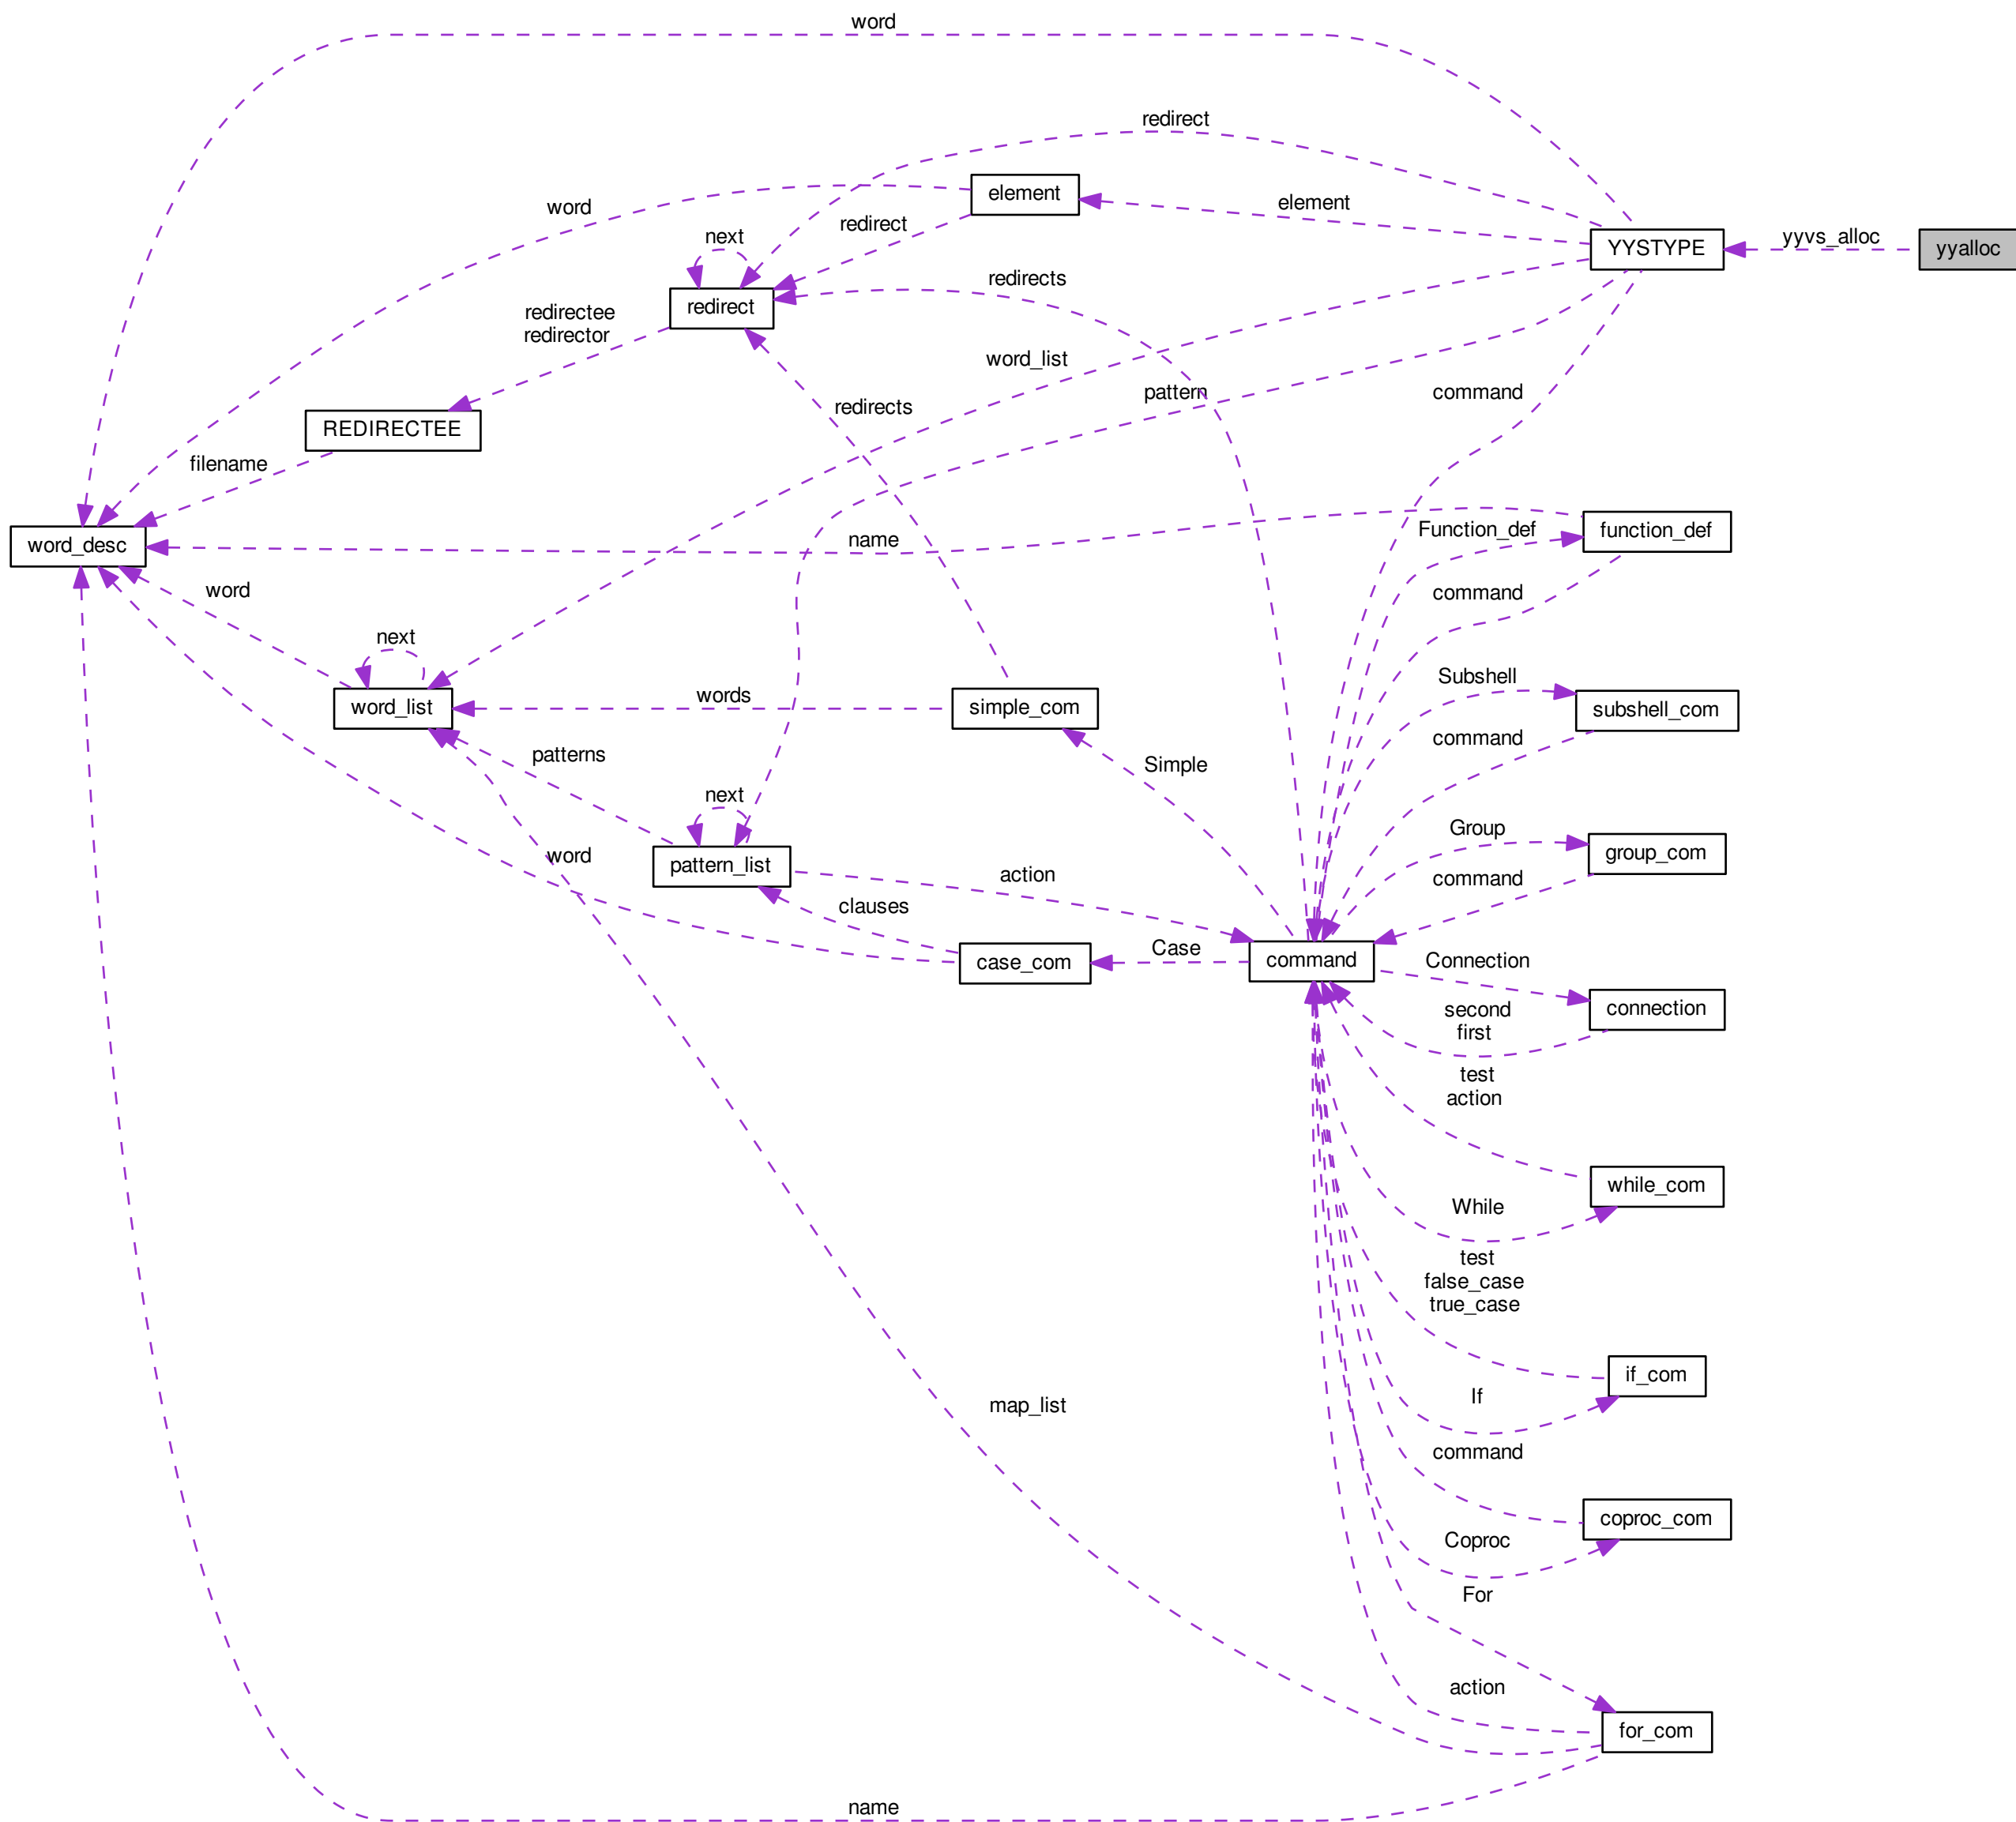 word
redirect
element
element
word
redirect
next
yyvs_alloc
YYSTYPE
yyalloc
redirects
redirect
redirectee
redirector
word_list
pattern
command
redirects
REDIRECTEE
filename
Function_def
function_def
name
word_desc
word
command
next
Subshell
words
word_list
simple_com
subshell_com
command
patterns
Simple
next
Group
word
pattern_list
group_com
action
command
clauses
Case
case_com
command
Connection
connection
second
first
test
action
while_com
While
test
false_case
true_case
if_com
If
map_list
command
coproc_com
Coproc
For
action
for_com
name